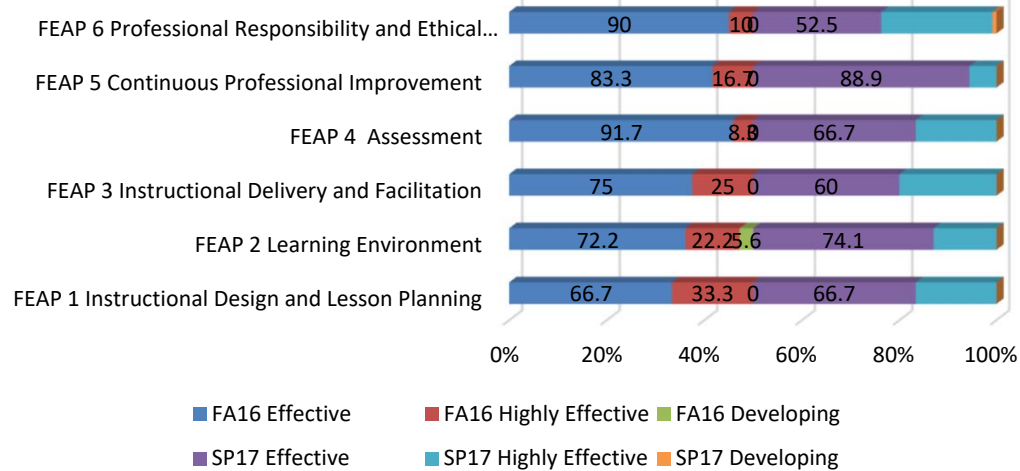 FEAP 6 Professional Responsibility and Ethical... 90 10 0 52.5
FEAP 5 Continuous Professional Improvement 83.3 16.7 0 88.9
FEAP 4 Assessment 91.7 8.3 0 66.7
FEAP 3 Instructional Delivery and Facilitation 75 25 0 60
FEAP 2 Learning Environment 72.2 22.2 5.6 74.1
FEAP 1 Instructional Design and Lesson Planning 66.7 33.3 0 66.7
0% 20% 40% 60% 80% 100%
FA16 Effective FA16 Highly Effective FA16 Developing
SP17 Effective SP17 Highly Effective SP17 Developing